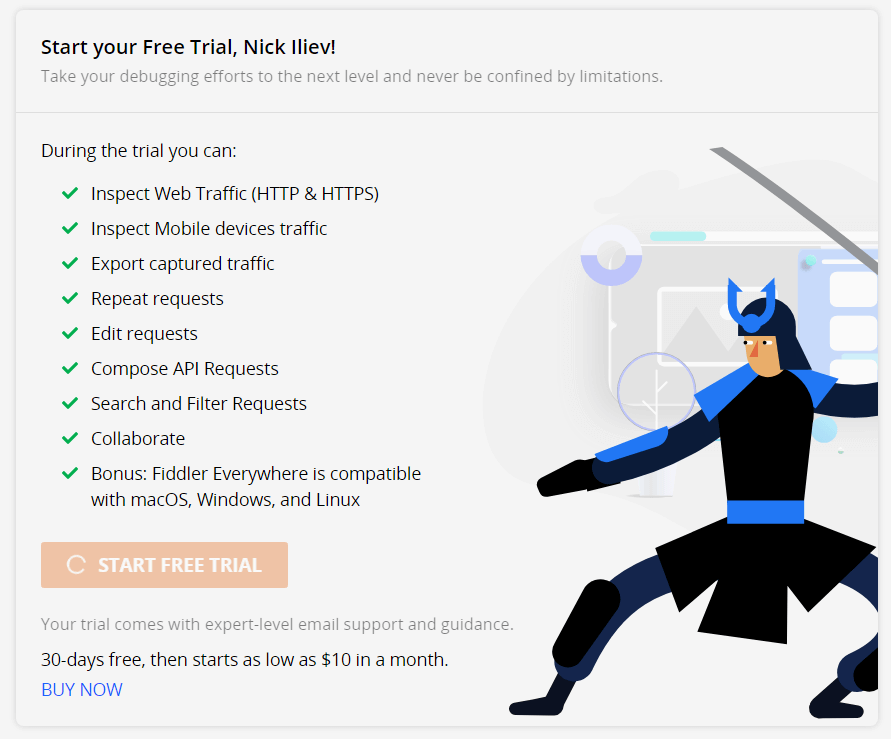 Start your Free Trial, Nick Iliev!
Take your debugging efforts to the next level and never be confined by limitations.
During the trial you can:
Inspect Web Traffic (HTTP & HTTPS)
Inspect Mobile devices traffic
Export captured traffic
Repeat requests
Edit requests
Compose API Requests
Search and Filter Requests
Collaborate
Bonus: Fiddler Everywhere is compatible
with macOS, Windows, and Linux
START FREE TRIAL
Your trial comes with expert-level email support and guidance.
30-days free, then starts as low as $10 in a month.
BUY NOW